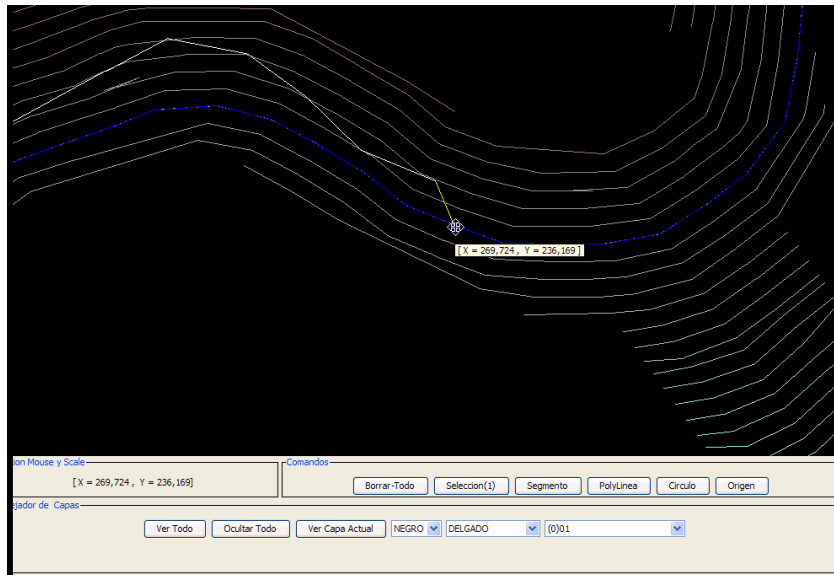 [ X = 269,724 , Y = 236,169 ]
ion Mouse y Scale
Comandos
[ X = 269,724 , Y = 236,169]
Borrar-Todo Seleccion(1) Segmento PolyLinea Circulo Origen
ejador de Capas
Ver Todo Ocultar Todo Ver Capa Actual NEGRO DELGADO (0)01